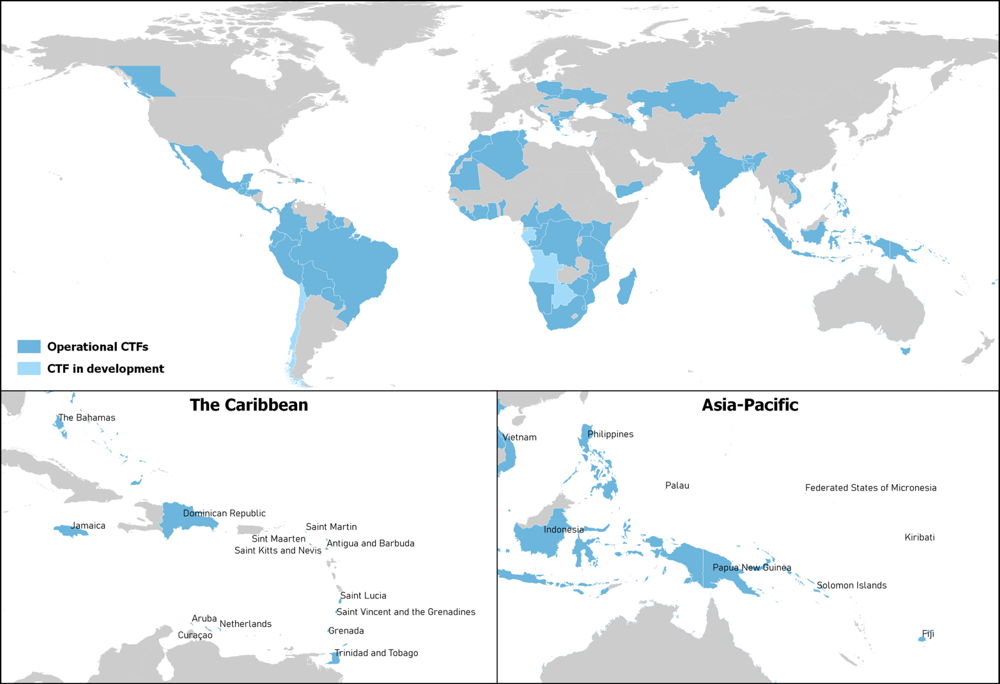 Operational CTFs
CTF in development
The Caribbean
The Bahamas
Dominican Republic
Jamaica
Saint Martin
Sint Maarten
Antigua and Barbuda
Saint Kitts and Nevis
Saint Lucia
Saint Vincent and the Grenadines
Aruba
Netherlands
Grenada
Curaçao
Trinidad and Tobago
Asia-Pacific
Vietnam
Philippines
Palau
Federated States of Micronesia
Indonesia
Kiribati
Papua New Guinea
Solomon Islands
Fiji